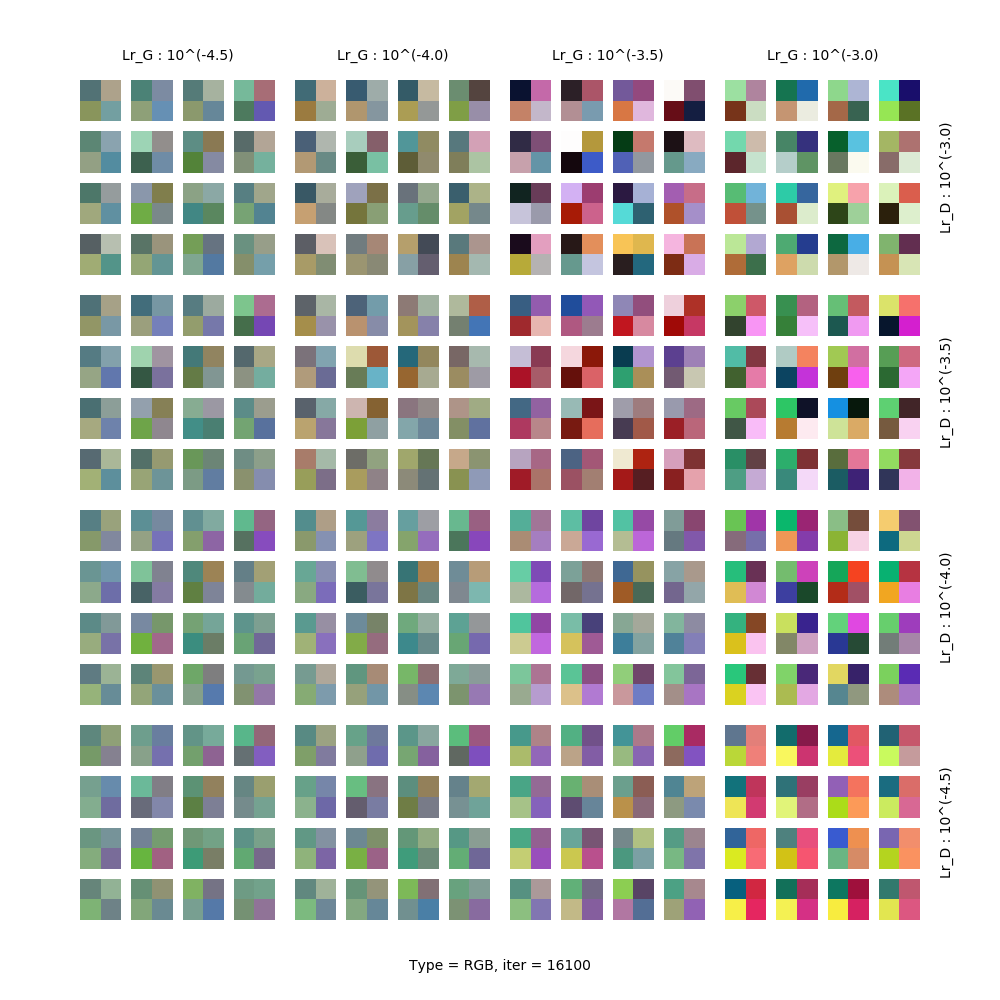 Lr_G : 10^(-4.5)
Lr_G : 10^(-4.0)
Lr_G : 10^(-3.5)
Lr_G : 10^(-3.0)
Lr_D : 10^(-3.0)
Lr_D : 10^(-3.5)
Lr_D : 10^(-4.0)
Lr_D : 10^(-4.5)
Type = RGB, iter = 16100